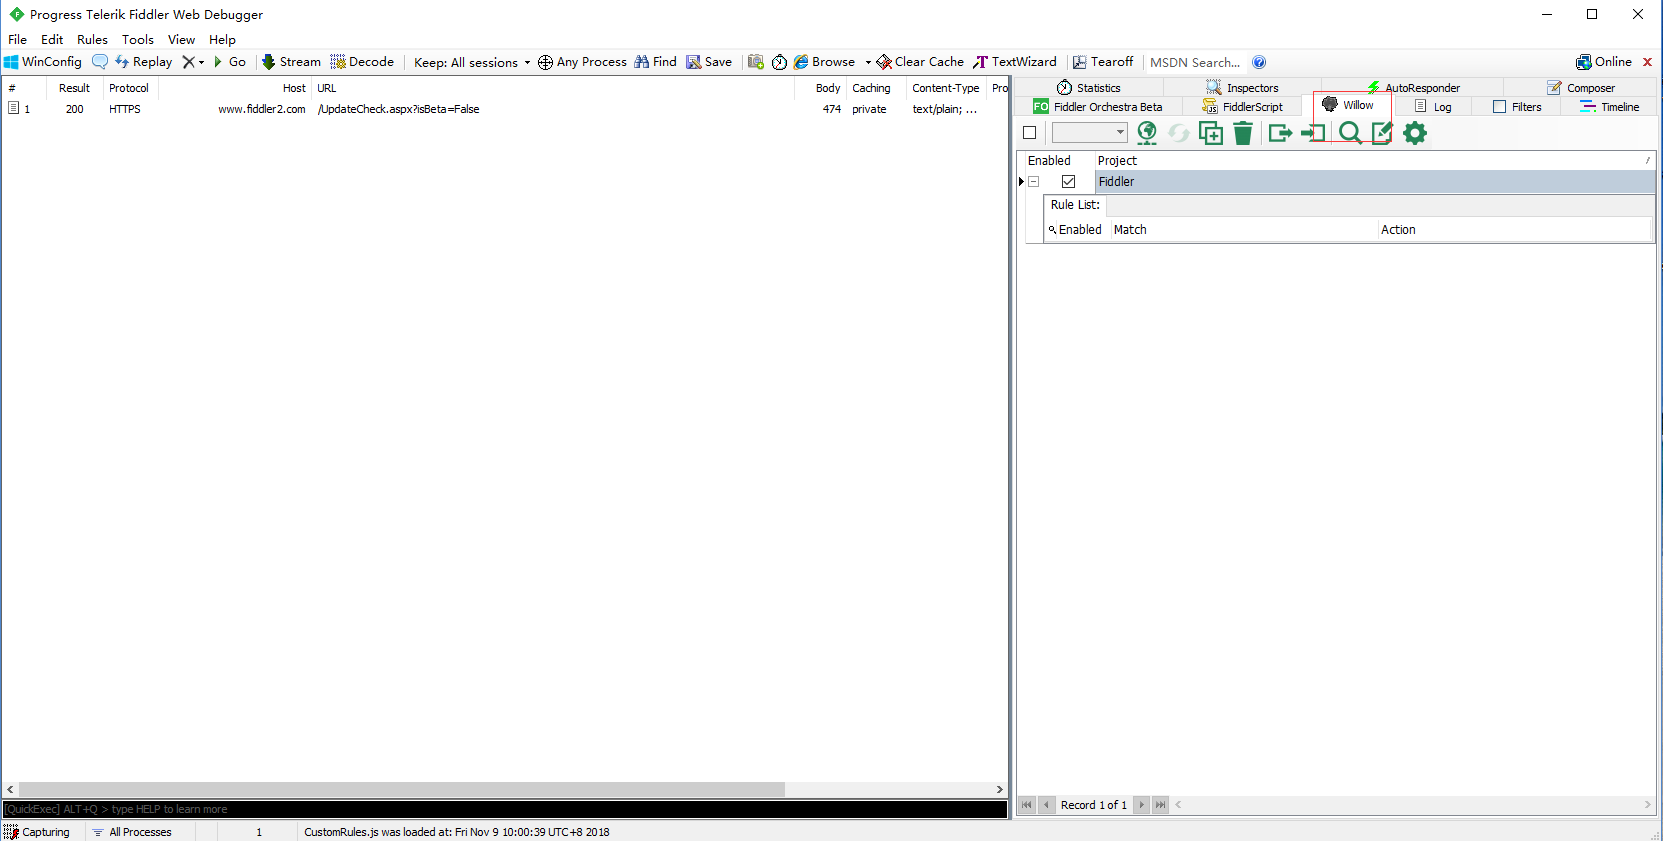 Progress Telerik Fiddler Web Debugger
File Edit Rules Tools View Help
WinConfig Replay Go Stream Decode Keep: All sessions Any Process Find Save Browse Clear Cache TextWizard Tearoff MSDN Search... Online
# Result Protocol Host URL Body Caching Content-Type Pro
1 200 HTTPS www.fiddler2.com /UpdateCheck.aspx?isBeta=False 474 private text/plain; ...
Statistics Inspectors AutoResponder Composer
FO Fiddler Orchestra Beta FiddlerScript Willow Log Filters Timeline
Enabled Project
Fiddler
Rule List:
Enabled Match Action
Record 1 of 1
[QuickExec] ALT+Q > type HELP to learn more
Capturing All Processes 1 CustomRules.js was loaded at: Fri Nov 9 10:00:39 UTC+8 2018